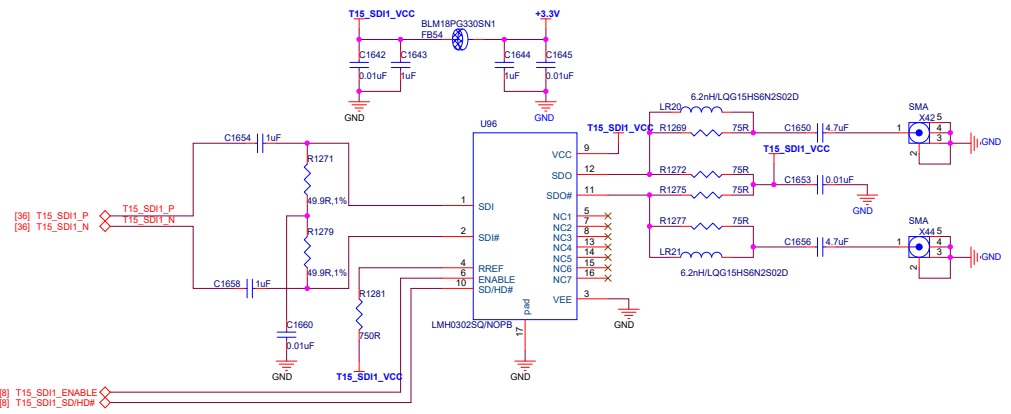 T15_SDI1_VCC
BLM18PG330SN1
FB54
+3.3V
C1642
0.01uF
C1643
1uF
C1644
1uF
C1645
0.01uF
GND
GND
C1654
1uF
R1271
49.9R,1%
[36] T15_SDI1_P
T15_SDI1_P
[36] T15_SDI1_N
T15_SDI1_N
R1279
49.9R,1%
C1658
1uF
C1660
0.01uF
GND
R1281
750R
T15_SDI1_VCC
[8] T15_SDI1_ENABLE
[8] T15_SDI1_SD/HD#
U96
1 SDI
2 SDI#
4 RREF
6 ENABLE
10 SD/HD#
VCC 9
SDO 12
SDO# 11
NC1 5
NC2 7
NC3 8
NC4 13
NC5 14
NC6 15
NC7 16
VEE 3
pad
17
LMH0302SQ/NOPB
GND
GND
T15_SDI1_VCC
6.2nH/LQG15HS6N2S02D
LR20
R1269 75R
R1272 75R
R1275 75R
R1277 75R
LR21
6.2nH/LQG15HS6N2S02D
C1650 4.7uF
T15_SDI1_VCC
C1653 0.01uF
GND
C1656 4.7uF
SMA
X42
1
2
5
4
3
GND
SMA
X44
1
2
5
4
3
GND